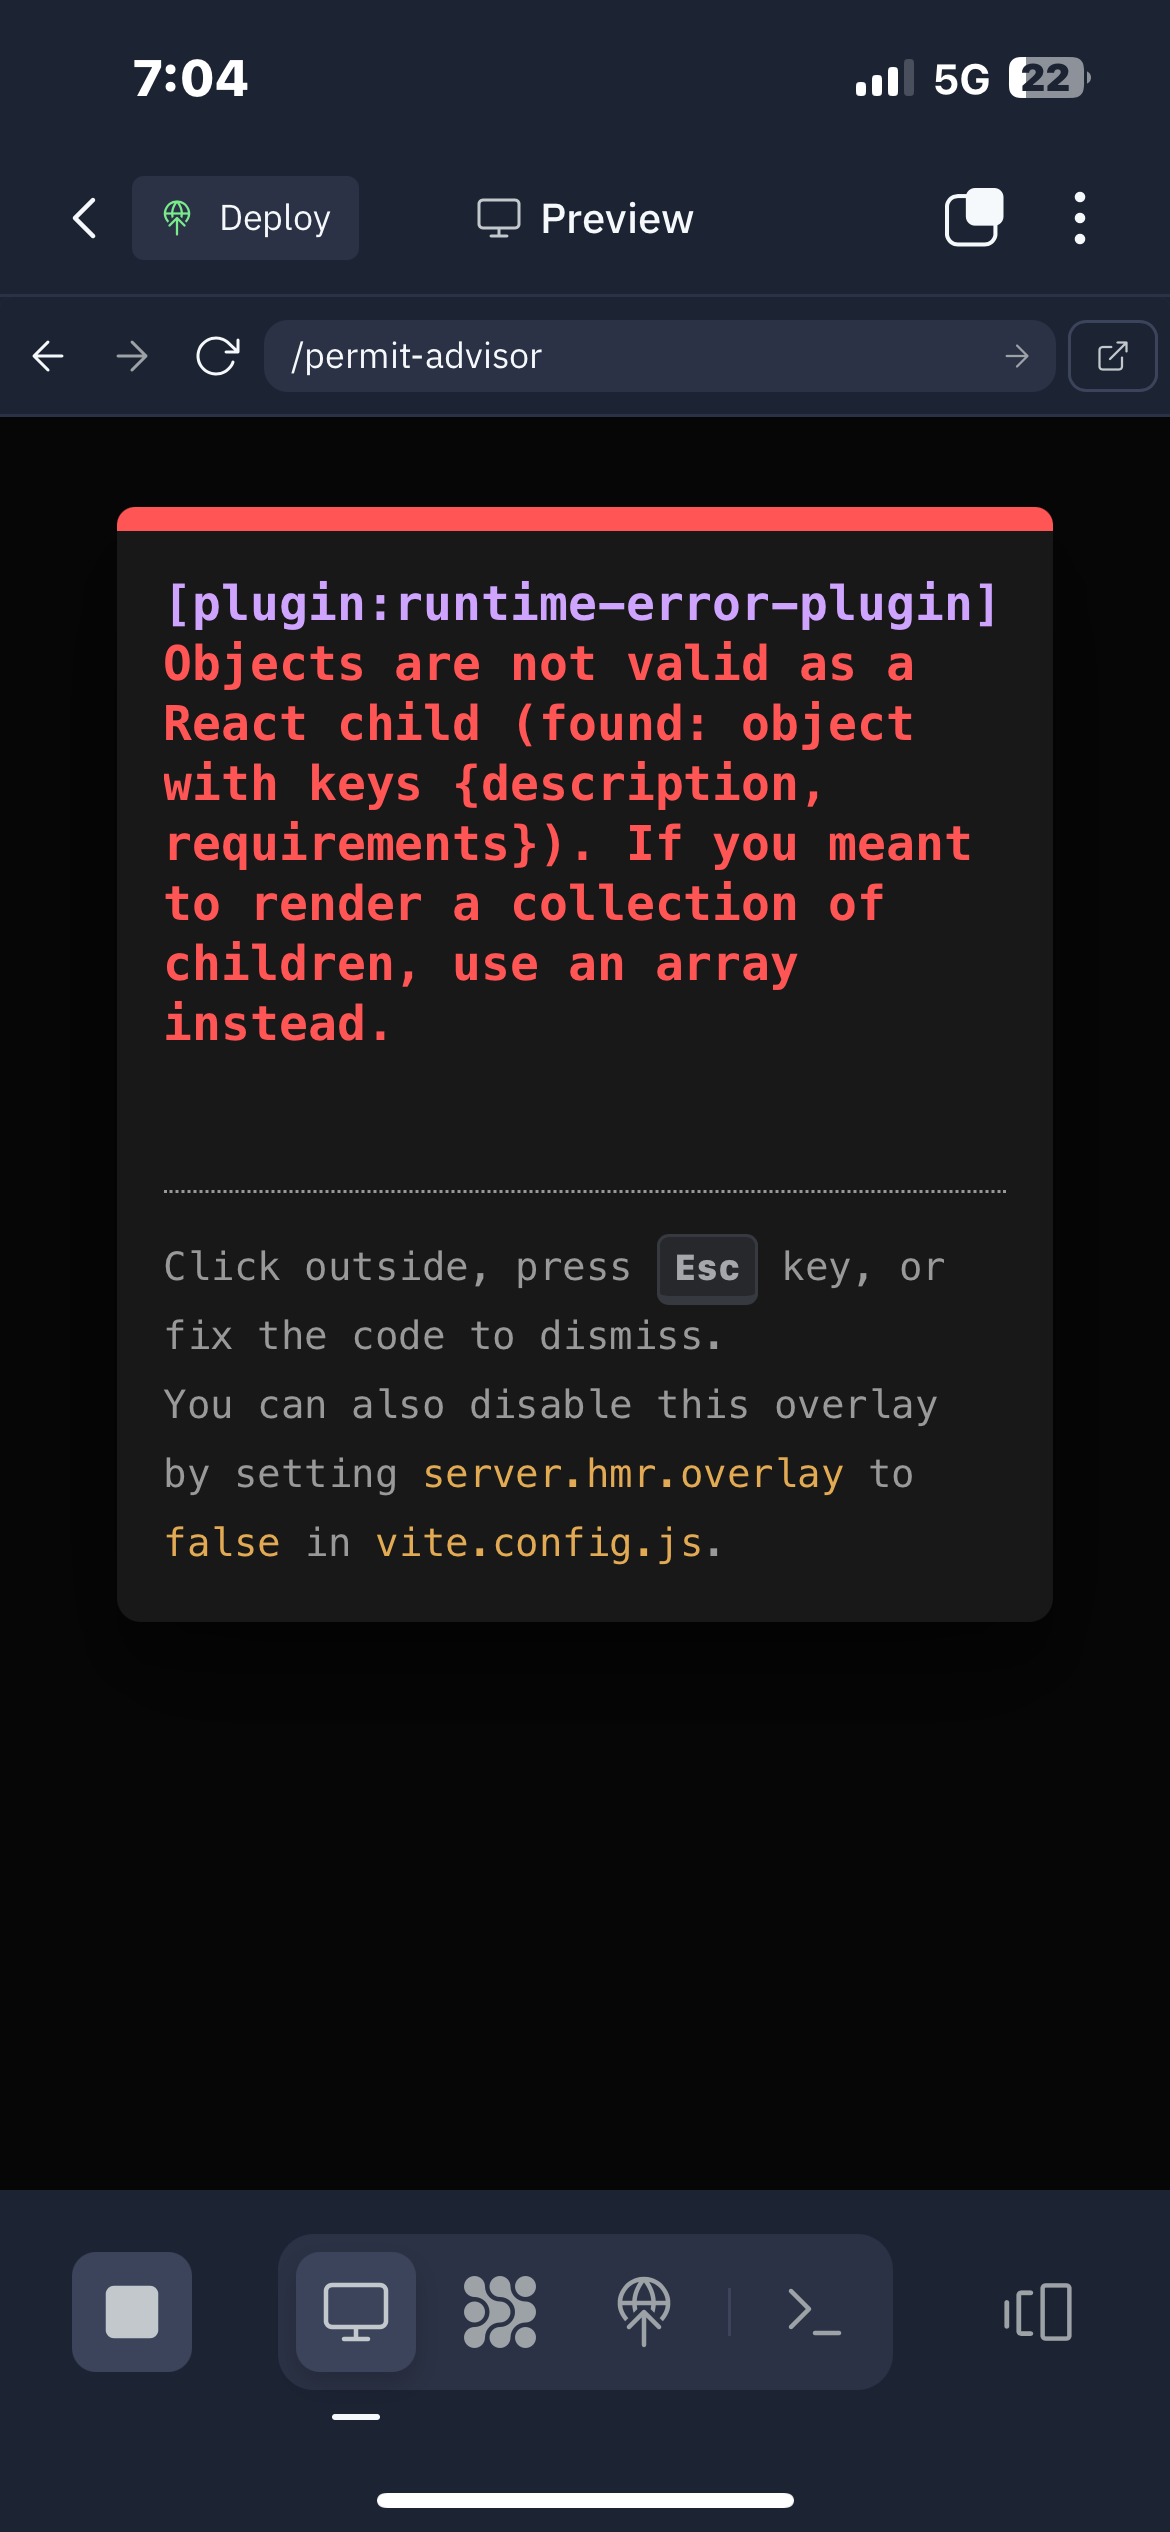 7:04
5G 22
Deploy
Preview
/permit-advisor
[plugin:runtime-error-plugin]
Objects are not valid as a
React child (found: object
with keys {description,
requirements}). If you meant
to render a collection of
children, use an array
instead.
Click outside, press Esc key, or
fix the code to dismiss.
You can also disable this overlay
by setting server.hmr.overlay to
false in vite.config.js.